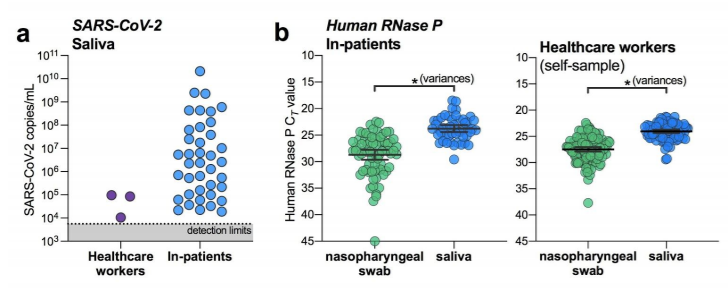 a
SARS-CoV-2
Saliva
SARS-CoV-2 copies/mL
10¹¹
10¹⁰
10⁹
10⁸
10⁷
10⁶
10⁵
10⁴
10³
detection limits
Healthcare workers
In-patients
b
Human RNase P
In-patients
Human RNase P C_T value
10
15
20
25
30
35
40
45
* (variances)
nasopharyngeal swab
saliva
Healthcare workers
(self-sample)
10
15
20
25
30
35
40
45
* (variances)
nasopharyngeal swab
saliva